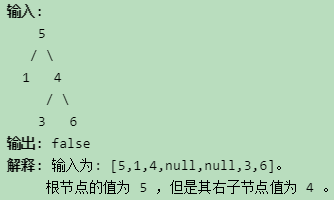 输入:
5
/ \
1 4
/ \
3 6
输出: false
解释: 输入为: [5,1,4,null,null,3,6]。
根节点的值为 5 ，但是其右子节点值为 4 。